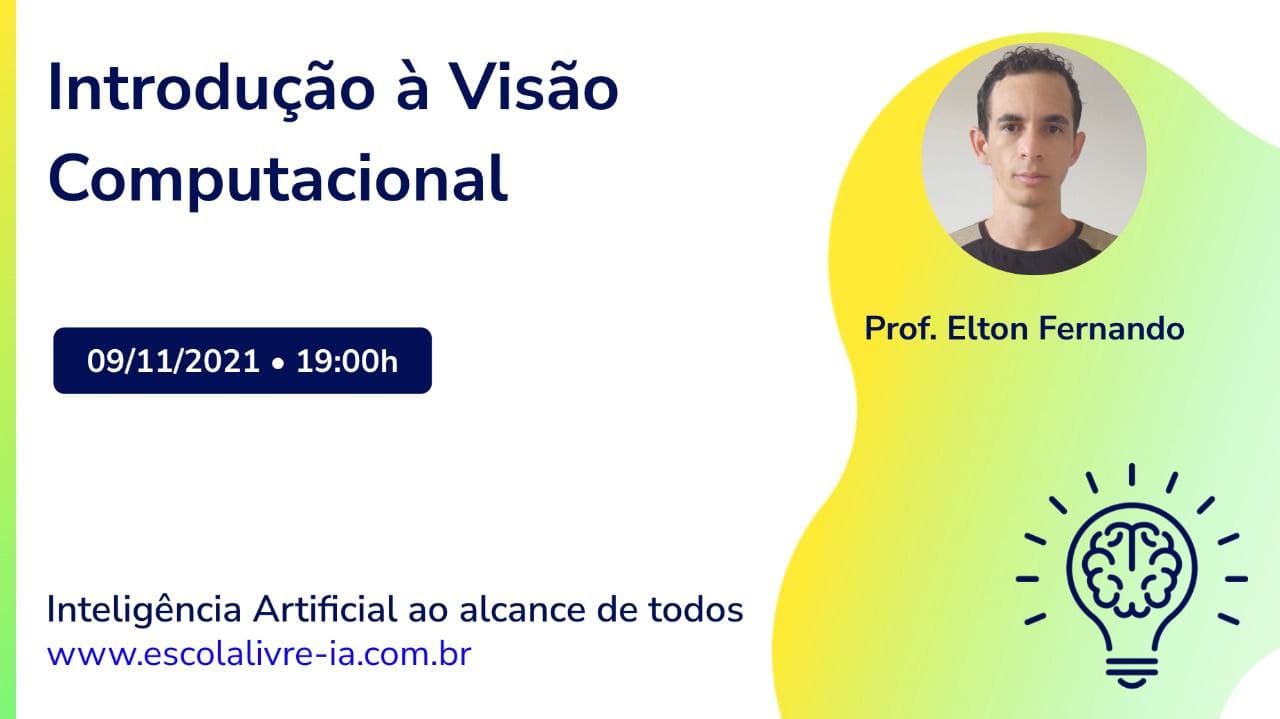 Introdução à Visão
Computacional
09/11/2021 • 19:00h
Prof. Elton Fernando
Inteligência Artificial ao alcance de todos
www.escolalivre-ia.com.br